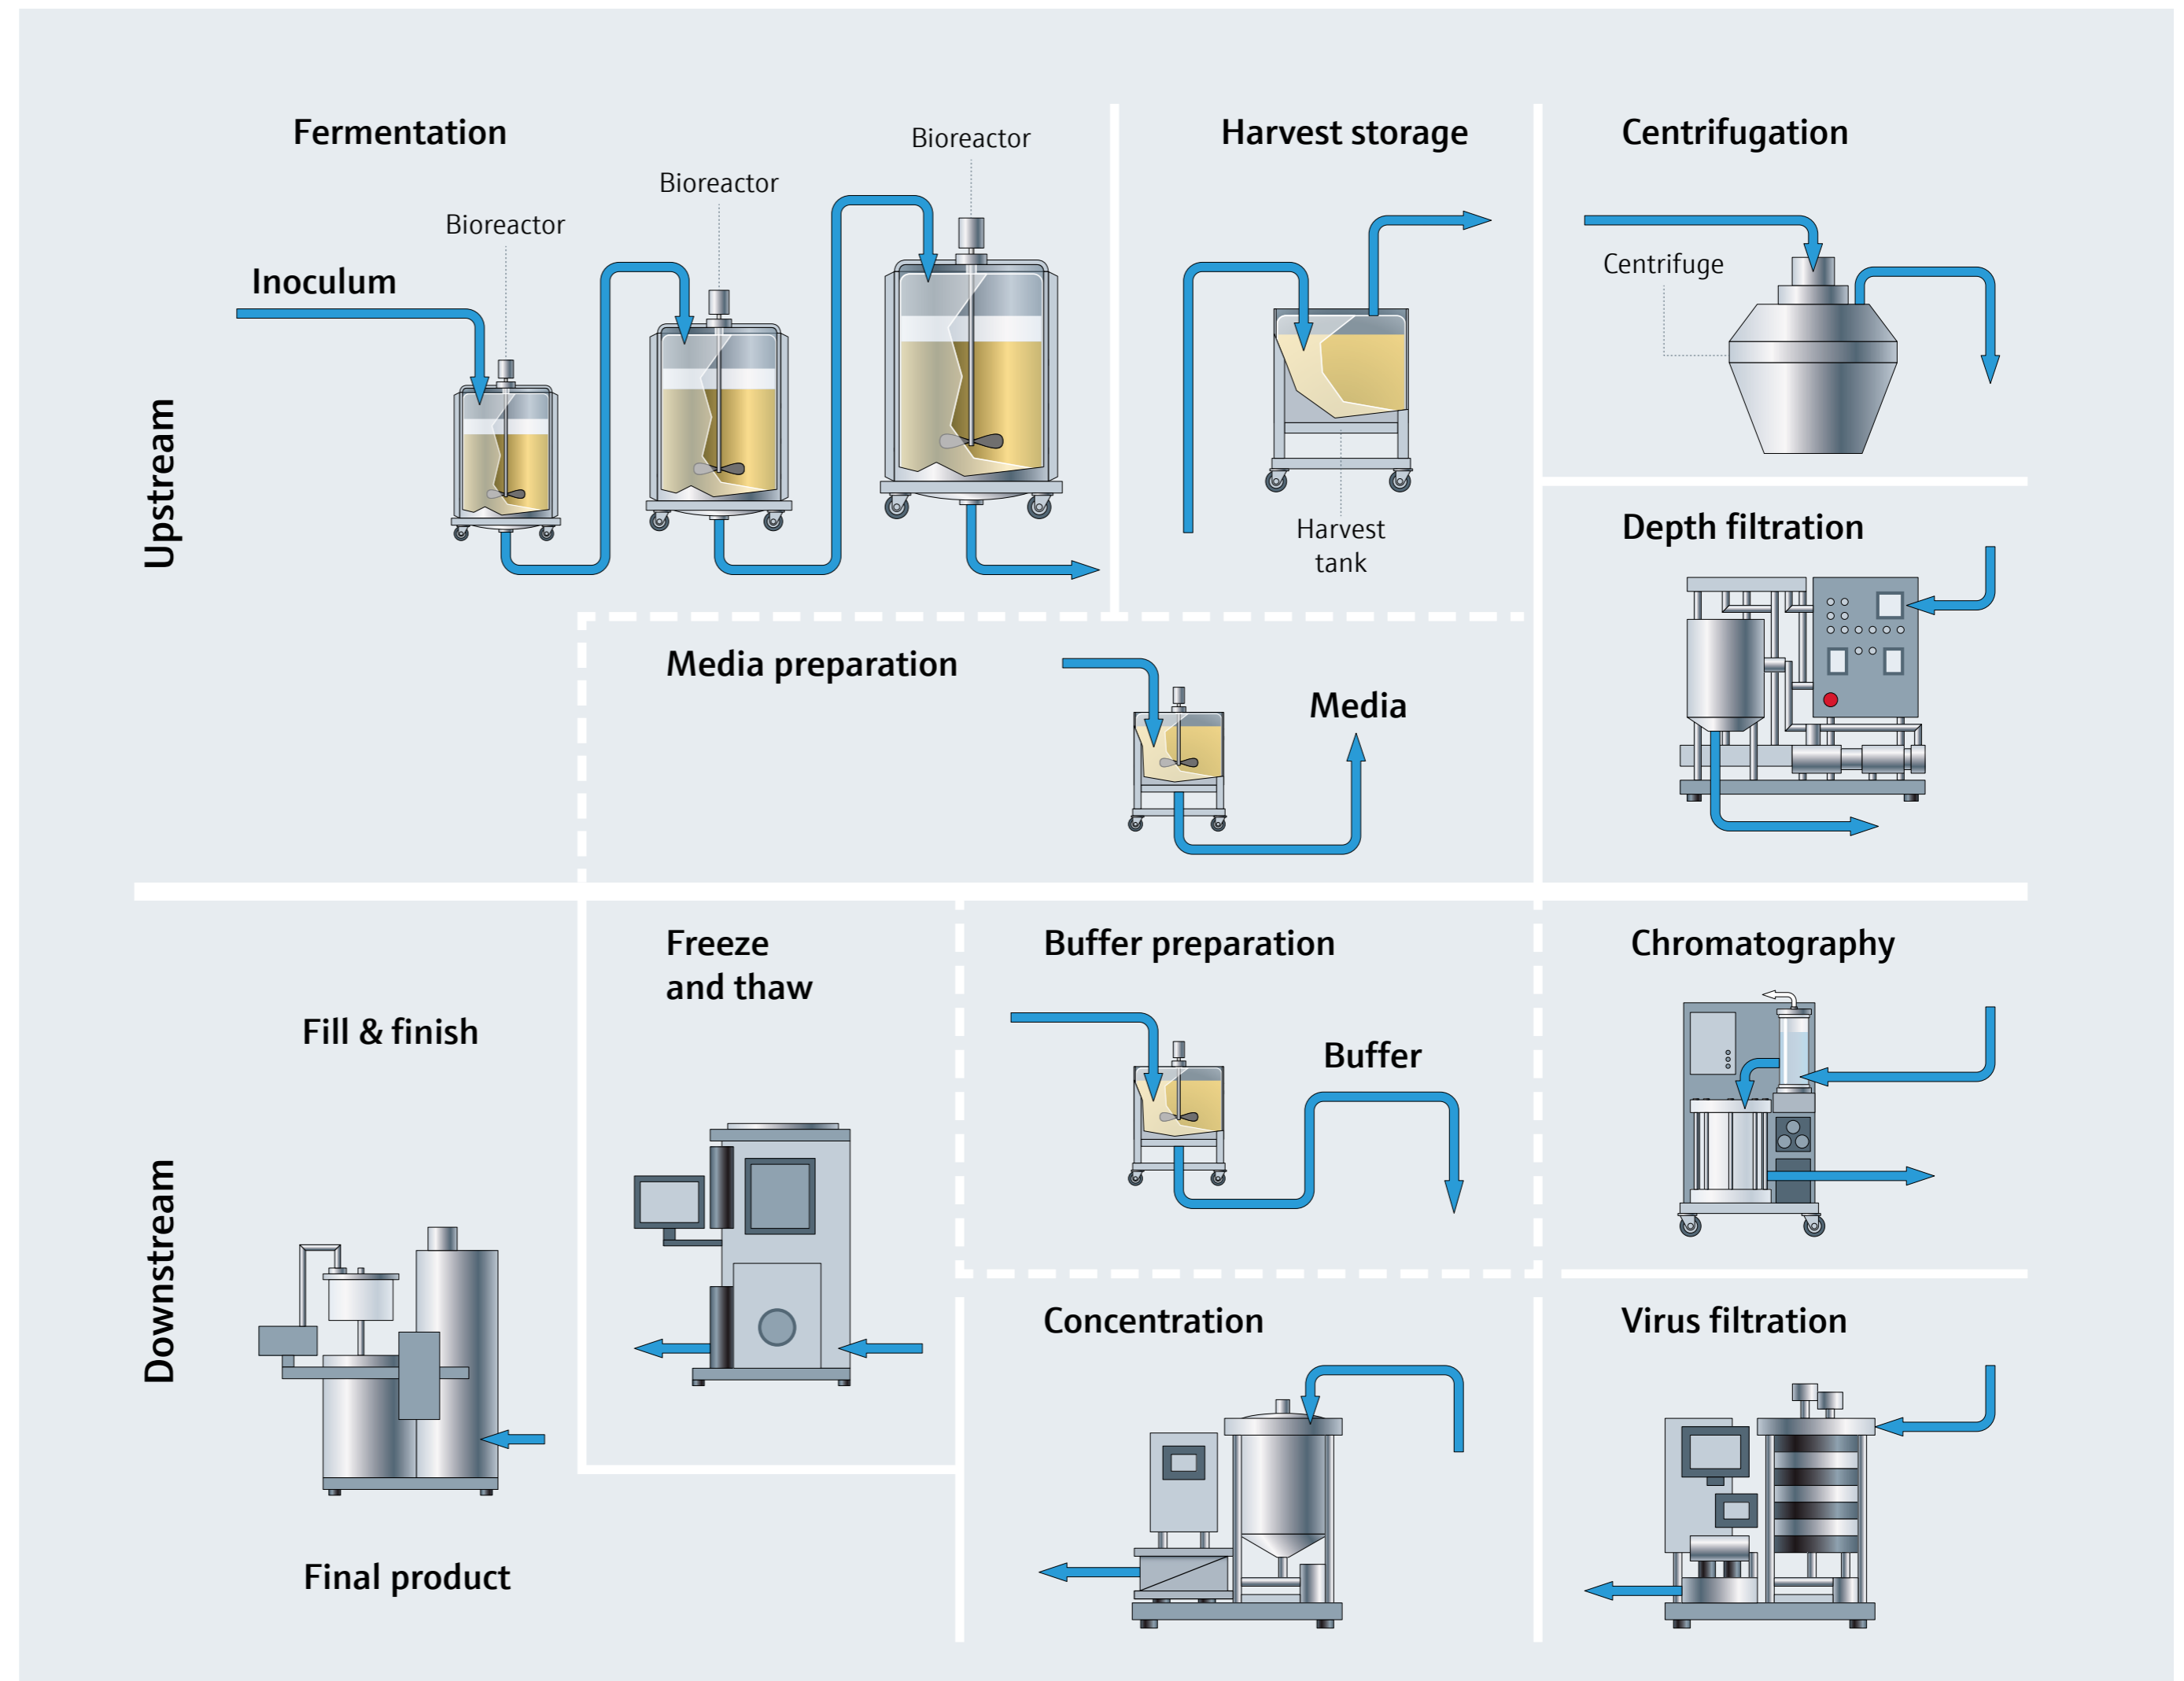 Upstream
Fermentation
Inoculum
Bioreactor
Bioreactor
Bioreactor
Harvest storage
Harvest
tank
Centrifugation
Centrifuge
Depth filtration
Media preparation
Media
Downstream
Fill & finish
Final product
Freeze
and thaw
Buffer preparation
Buffer
Chromatography
Concentration
Virus filtration